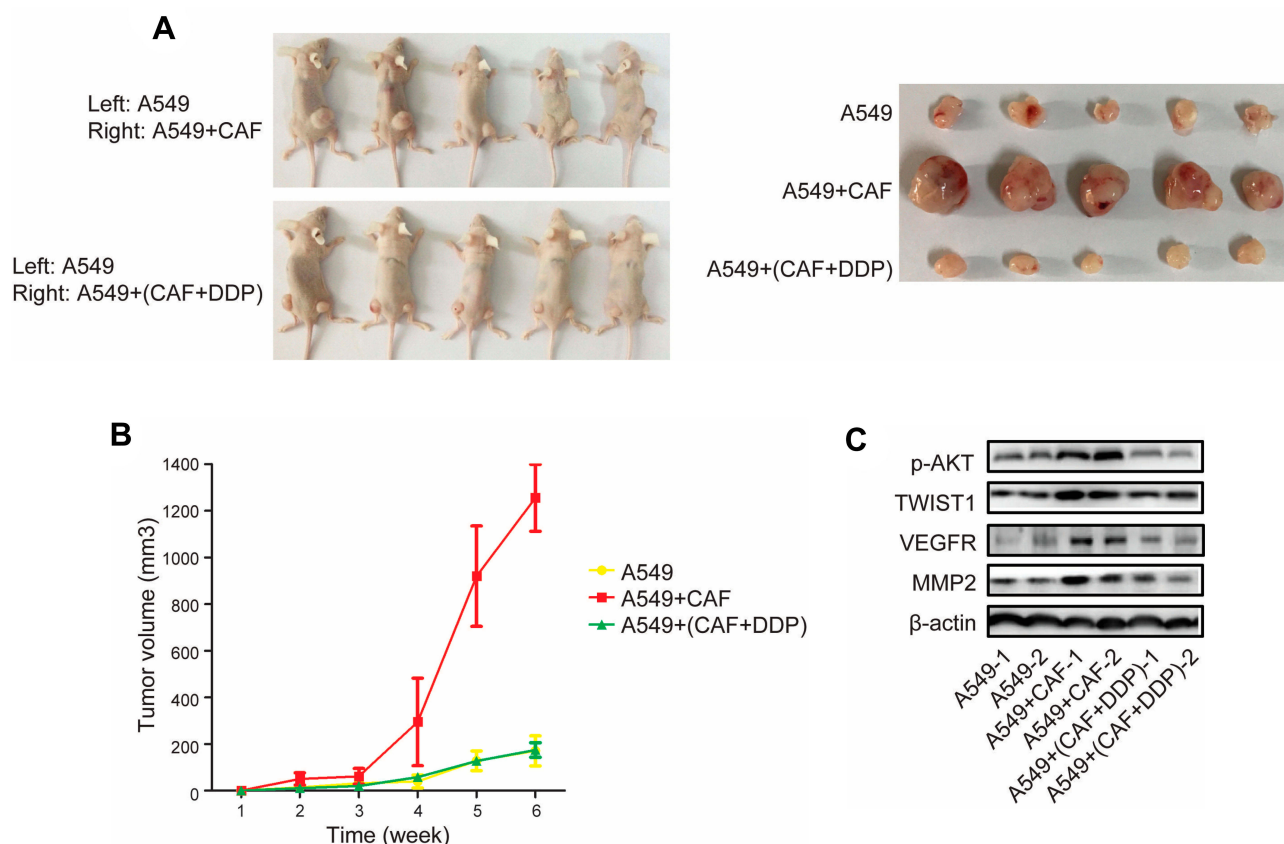 A
Left: A549
Right: A549+CAF
Left: A549
Right: A549+(CAF+DDP)
A549
A549+CAF
A549+(CAF+DDP)
B
Tumor volume (mm3)
1400
1200
1000
800
600
400
200
0
1 2 3 4 5 6
Time (week)
A549
A549+CAF
A549+(CAF+DDP)
C
p-AKT
TWIST1
VEGFR
MMP2
β-actin
A549-1
A549-2
A549+CAF-1
A549+CAF-2
A549+(CAF+DDP)-1
A549+(CAF+DDP)-2